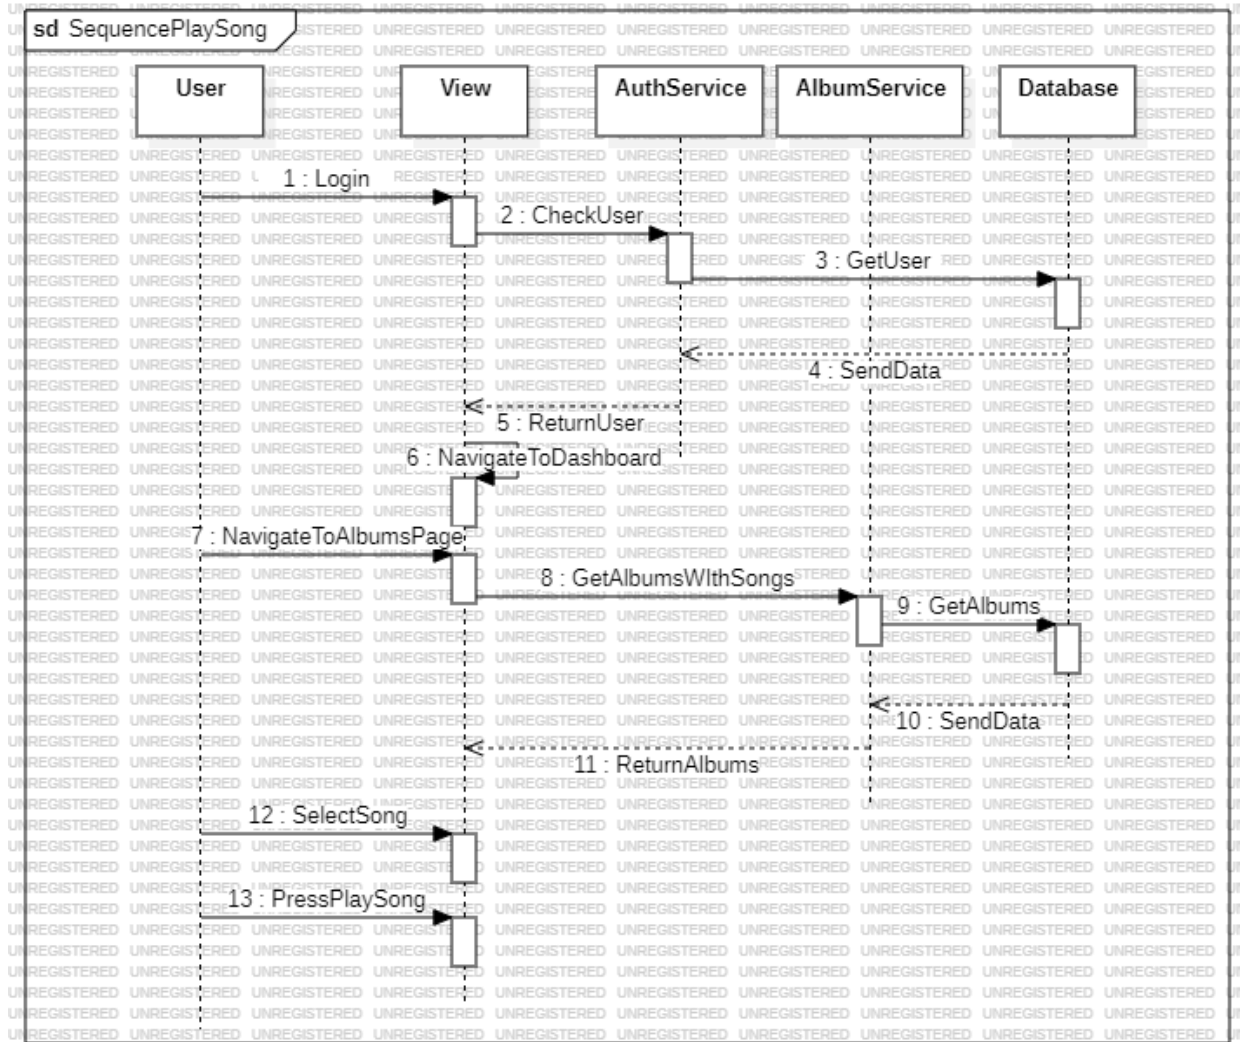 sd SequencePlaySong
User
View
AuthService
AlbumService
Database
1 : Login
2 : CheckUser
3 : GetUser
4 : SendData
5 : ReturnUser
6 : NavigateToDashboard
7 : NavigateToAlbumsPage
8 : GetAlbumsWIthSongs
9 : GetAlbums
10 : SendData
11 : ReturnAlbums
12 : SelectSong
13 : PressPlaySong
UNREGISTERED